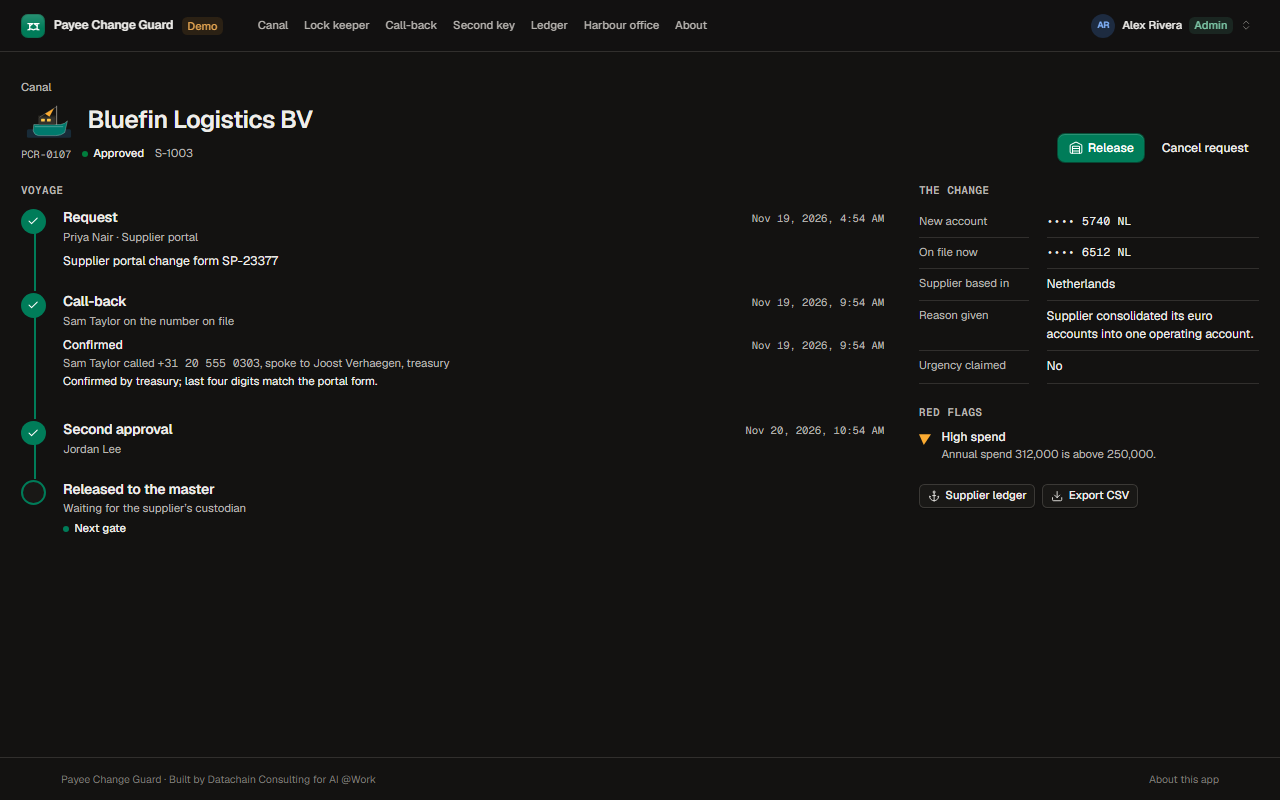 Payee Change Guard Demo Canal Lock keeper Call-back Second key Ledger Harbour office About AR Alex Rivera Admin
Canal
Bluefin Logistics BV
PCR-0107 Approved S-1003
Release Cancel request
VOYAGE
Request Nov 19, 2026, 4:54 AM
Priya Nair · Supplier portal
Supplier portal change form SP-23377
Call-back Nov 19, 2026, 9:54 AM
Sam Taylor on the number on file
Confirmed Nov 19, 2026, 9:54 AM
Sam Taylor called +31 20 555 0303, spoke to Joost Verhaegen, treasury
Confirmed by treasury; last four digits match the portal form.
Second approval Nov 20, 2026, 10:54 AM
Jordan Lee
Released to the master
Waiting for the supplier's custodian
Next gate
THE CHANGE
New account •••• 5740 NL
On file now •••• 6512 NL
Supplier based in Netherlands
Reason given Supplier consolidated its euro
accounts into one operating account.
Urgency claimed No
RED FLAGS
High spend
Annual spend 312,000 is above 250,000.
Supplier ledger Export CSV
Payee Change Guard · Built by Datachain Consulting for AI @Work About this app